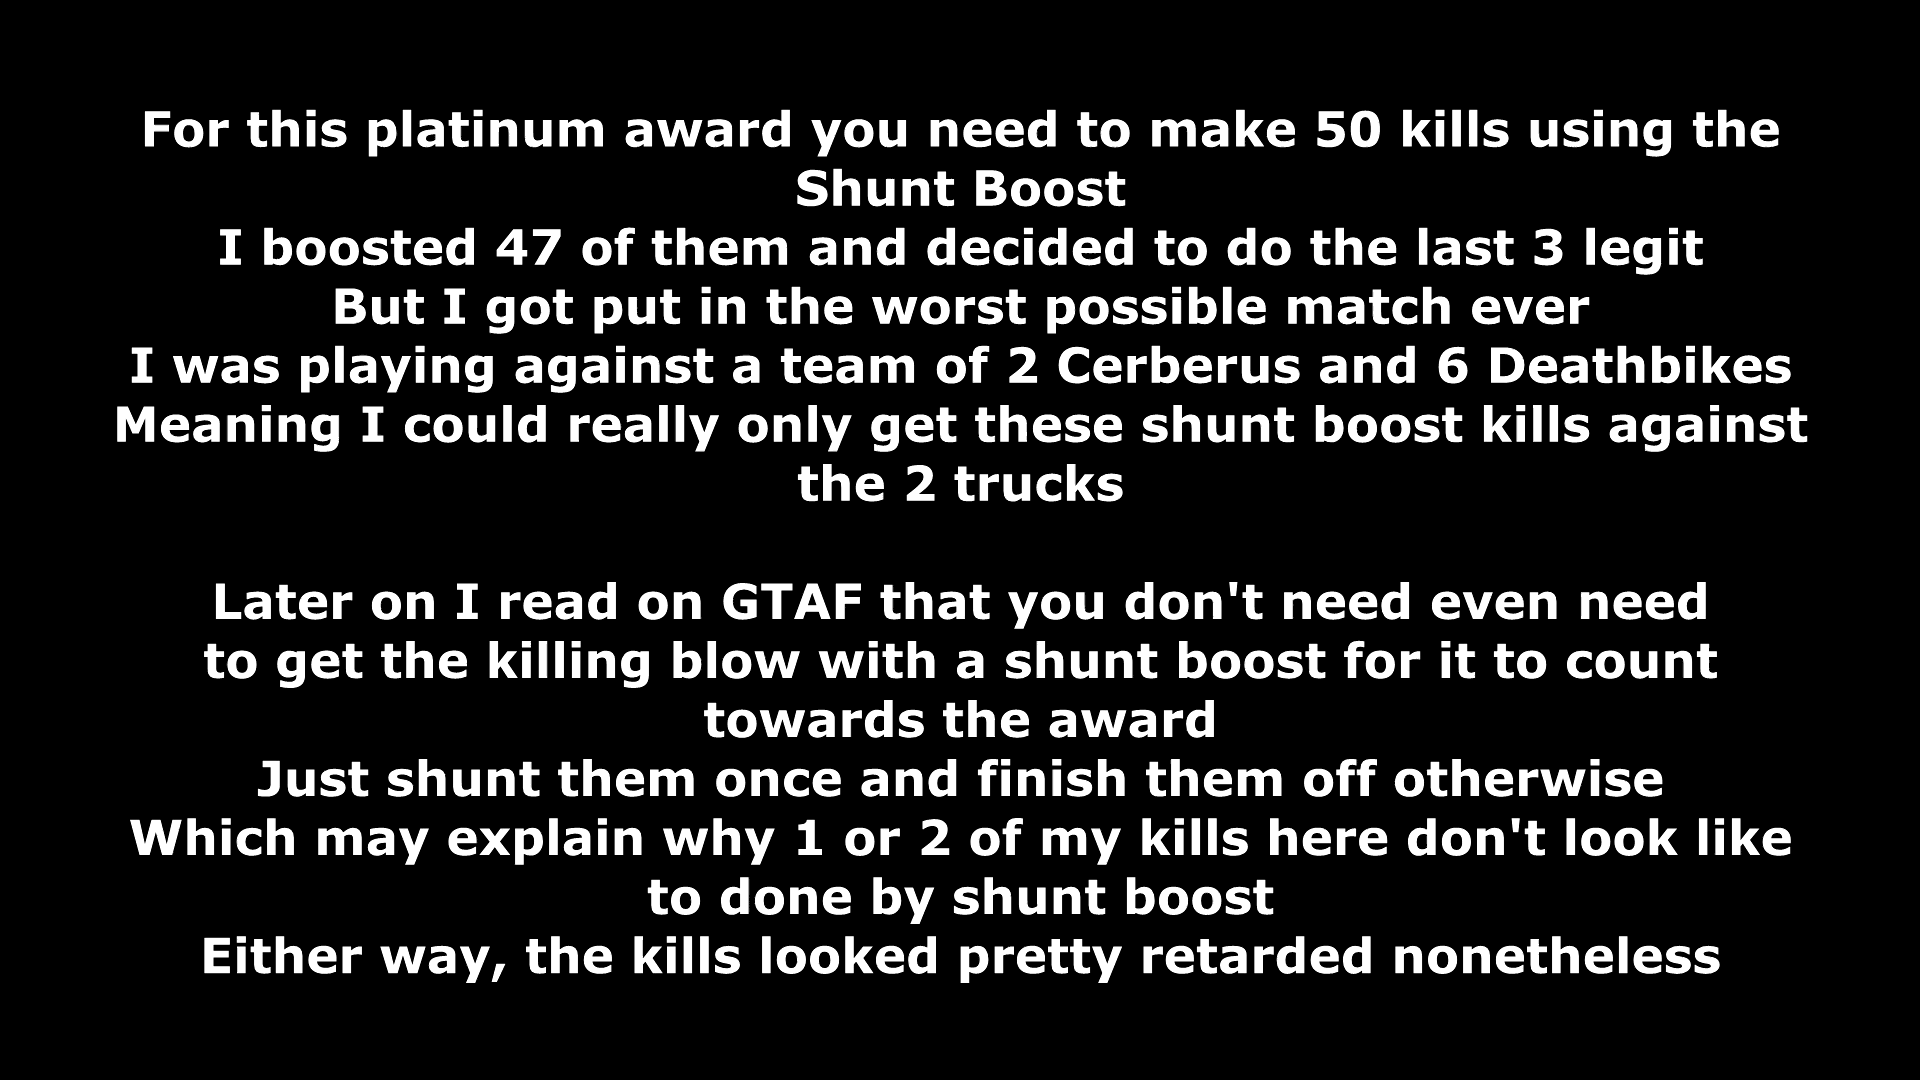 For this platinum award you need to make 50 kills using the
Shunt Boost
I boosted 47 of them and decided to do the last 3 legit
But I got put in the worst possible match ever
I was playing against a team of 2 Cerberus and 6 Deathbikes
Meaning I could really only get these shunt boost kills against
the 2 trucks
Later on I read on GTAF that you don't need even need
to get the killing blow with a shunt boost for it to count
towards the award
Just shunt them once and finish them off otherwise
Which may explain why 1 or 2 of my kills here don't look like
to done by shunt boost
Either way, the kills looked pretty retarded nonetheless